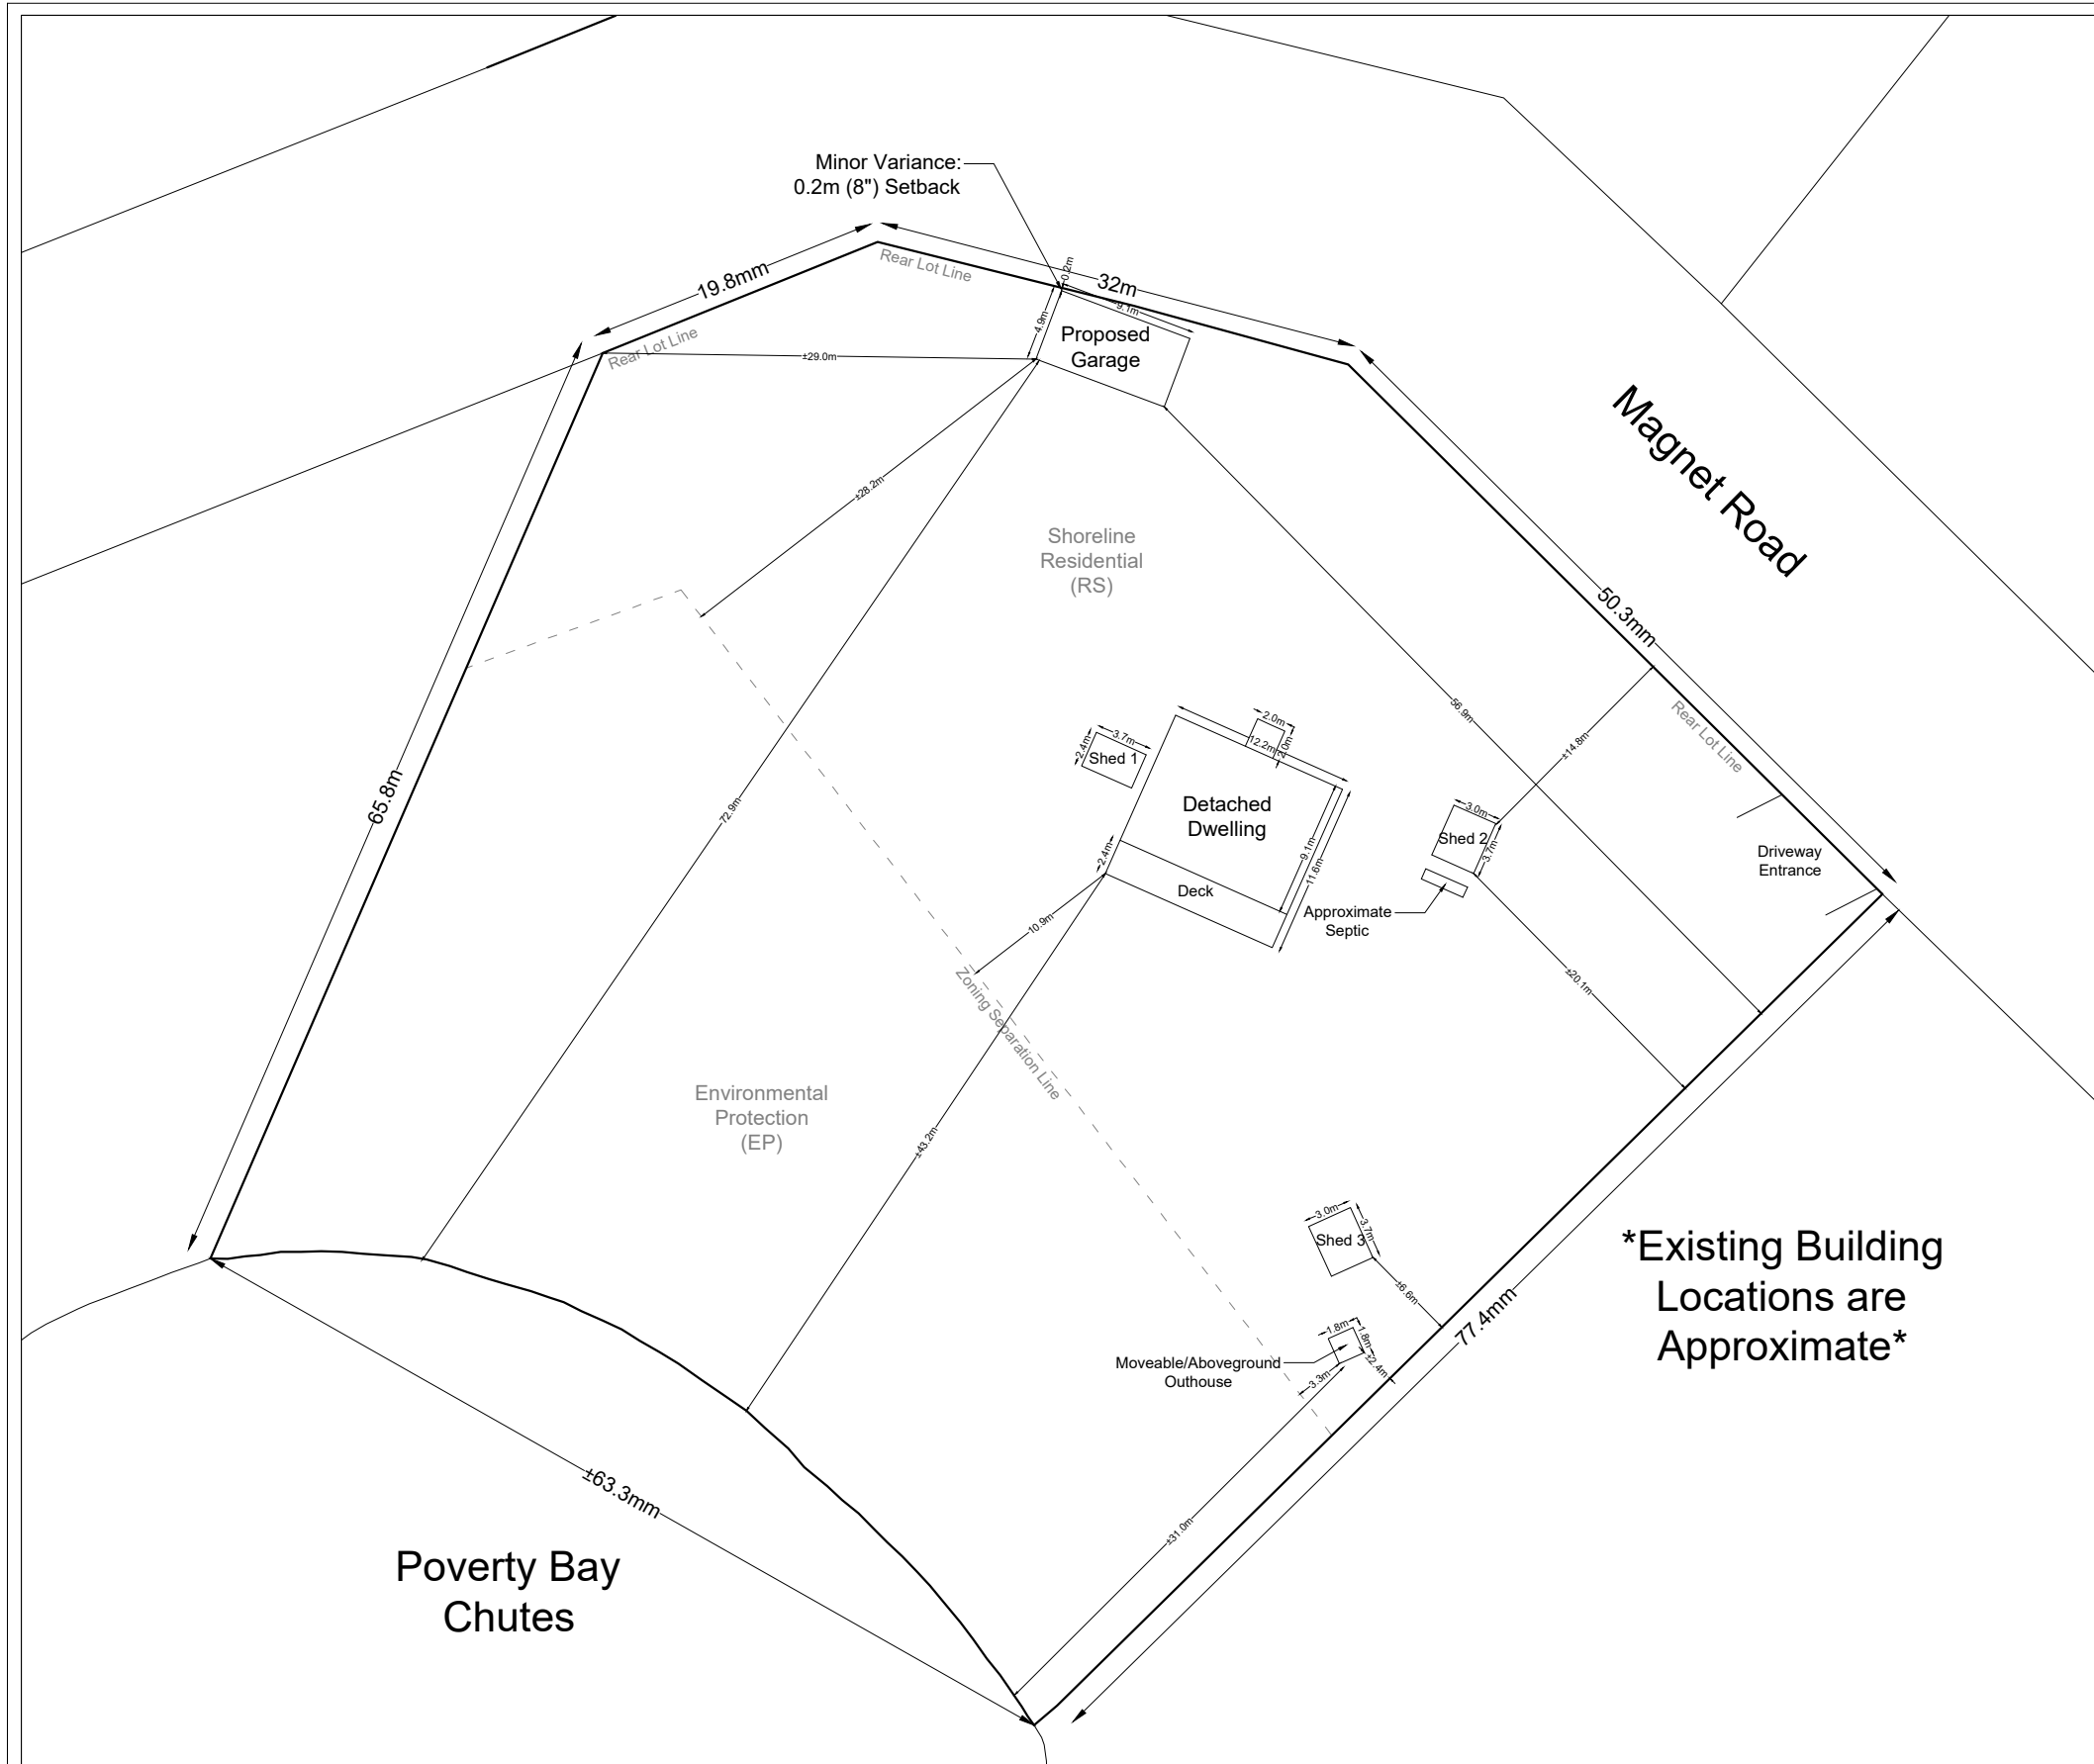 Minor Variance:
0.2m (8") Setback
Rear Lot Line
0.2m
32m
19.8mm
9.1m
4.9m
Proposed
Garage
Rear Lot Line
±29.0m
Magnet Road
±28.2m
Shoreline
Residential
(RS)
50.3mm
56.9m
Rear Lot Line
±14.8m
2.0m
12.2m
2.0m
3.7m
2.4m
Shed 1
65.8m
72.9m
Detached
Dwelling
3.0m
Shed 2
3.7m
9.1m
11.6m
2.4m
Deck
Driveway
Entrance
Approximate
Septic
10.9m
±20.1m
Zoning Separation Line
Environmental
Protection
(EP)
±43.2m
3.0m
3.7m
Shed 3
±6.6m
*Existing Building
Locations are
Approximate*
77.4mm
1.8m
1.8m
±2.4m
Moveable/Aboveground
Outhouse
3.3m
±63.3mm
±31.0m
Poverty Bay
Chutes